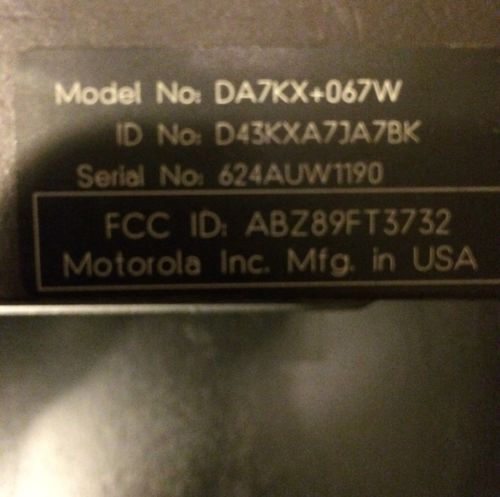 Model No: DA7KX+067W
ID No: D43KXA7JA7BK
Serial No: 624AUW1190
FCC ID: ABZ89FT3732
Motorola Inc. Mfg. in USA